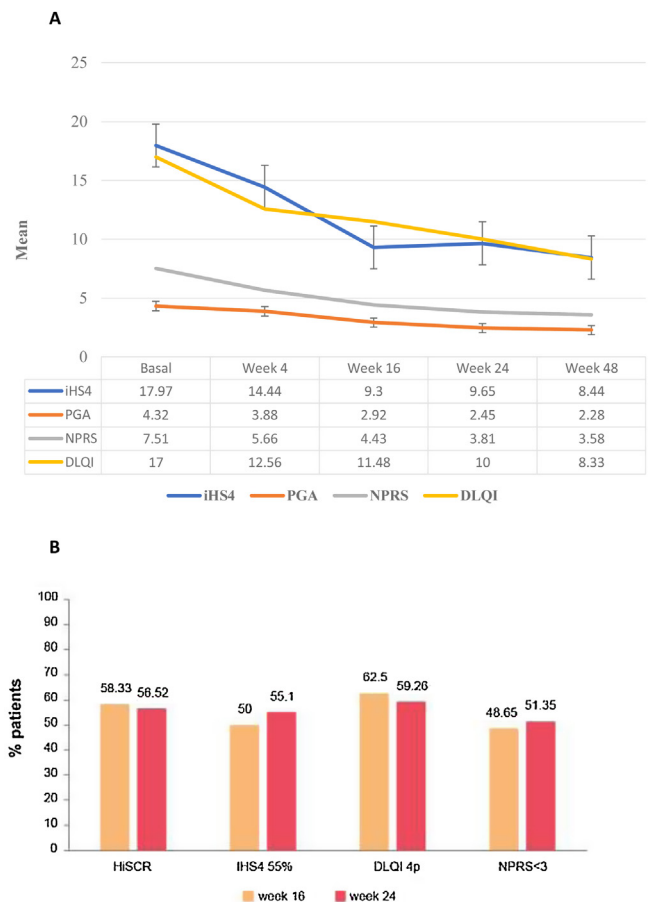 A
25
20
15
10
5
0
Mean
Basal Week 4 Week 16 Week 24 Week 48
iHS4 17.97 14.44 9.3 9.65 8.44
PGA 4.32 3.88 2.92 2.45 2.28
NPRS 7.51 5.66 4.43 3.81 3.58
DLQI 17 12.56 11.48 10 8.33
iHS4 PGA NPRS DLQI
B
100
90
80
70
60
50
40
30
20
10
0
% patients
58.33 56.52 50 55.1 62.5 59.26 48.65 51.35
HiSCR IHS4 55% DLQI 4p NPRS<3
week 16 week 24